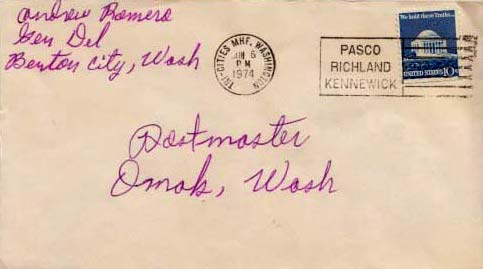 Andrew Romero
Gen Del
Benton City, Wash
TRI-CITIES MHF, WASHINGTON
JUN 6
PM
1974
PASCO
RICHLAND
KENNEWICK
We hold these Truths...
UNITED STATES 10c
Postmaster
Omak, Wash